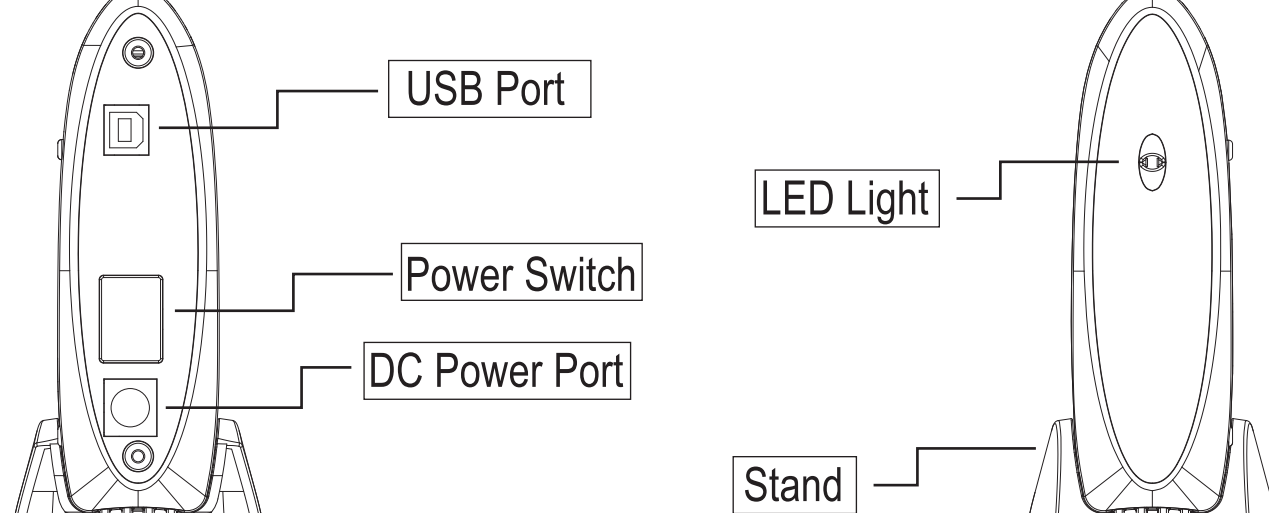 USB Port
Power Switch
DC Power Port
LED Light
Stand